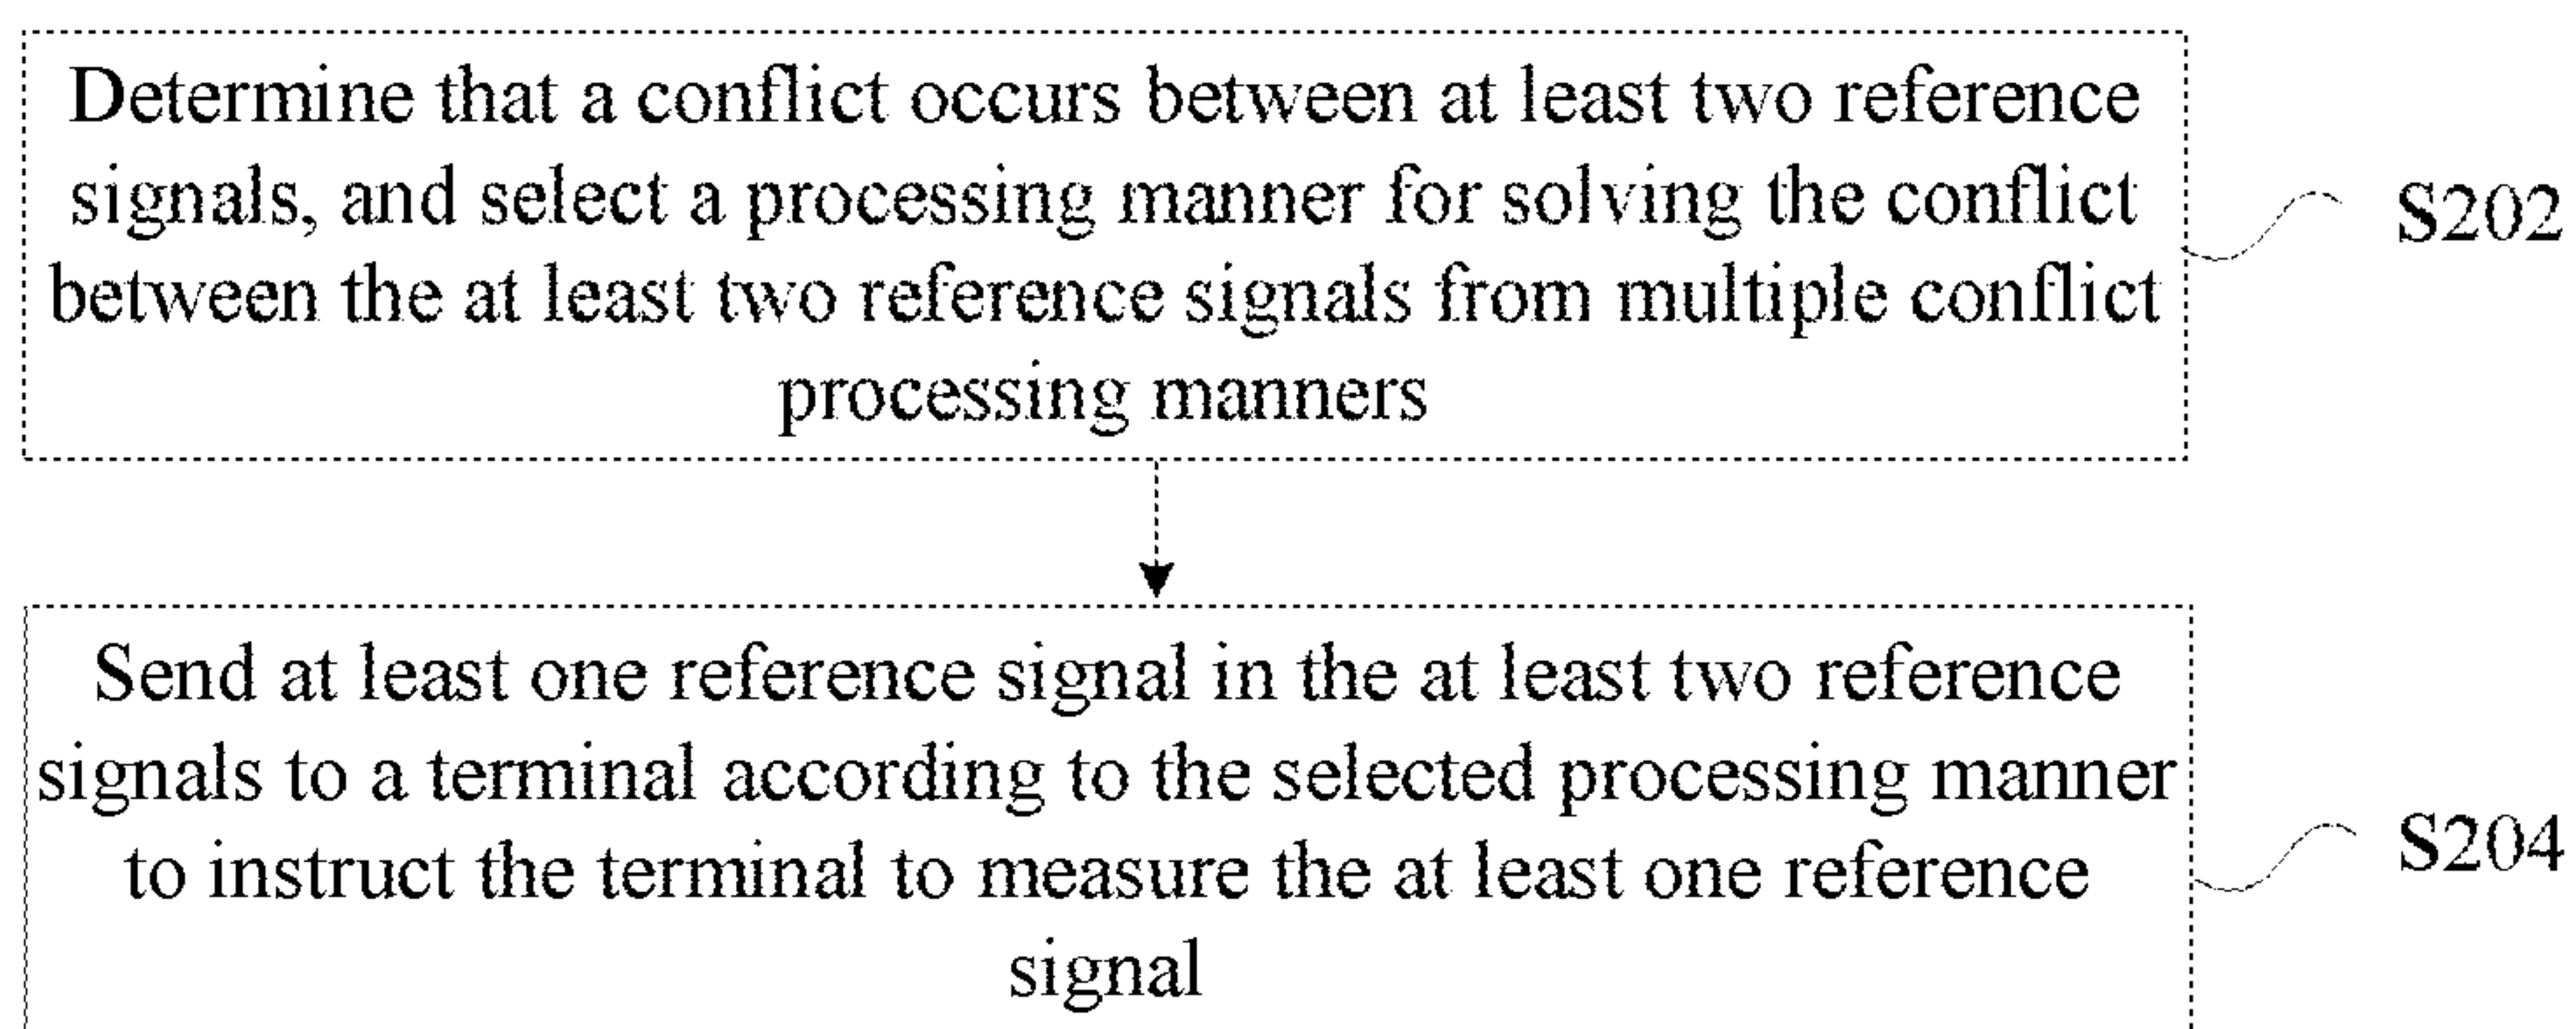 Determine that a conflict occurs between at least two reference
signals, and select a processing manner for solving the conflict
between the at least two reference signals from multiple conflict
processing manners
S202
Send at least one reference signal in the at least two reference
signals to a terminal according to the selected processing manner
to instruct the terminal to measure the at least one reference
signal
S204